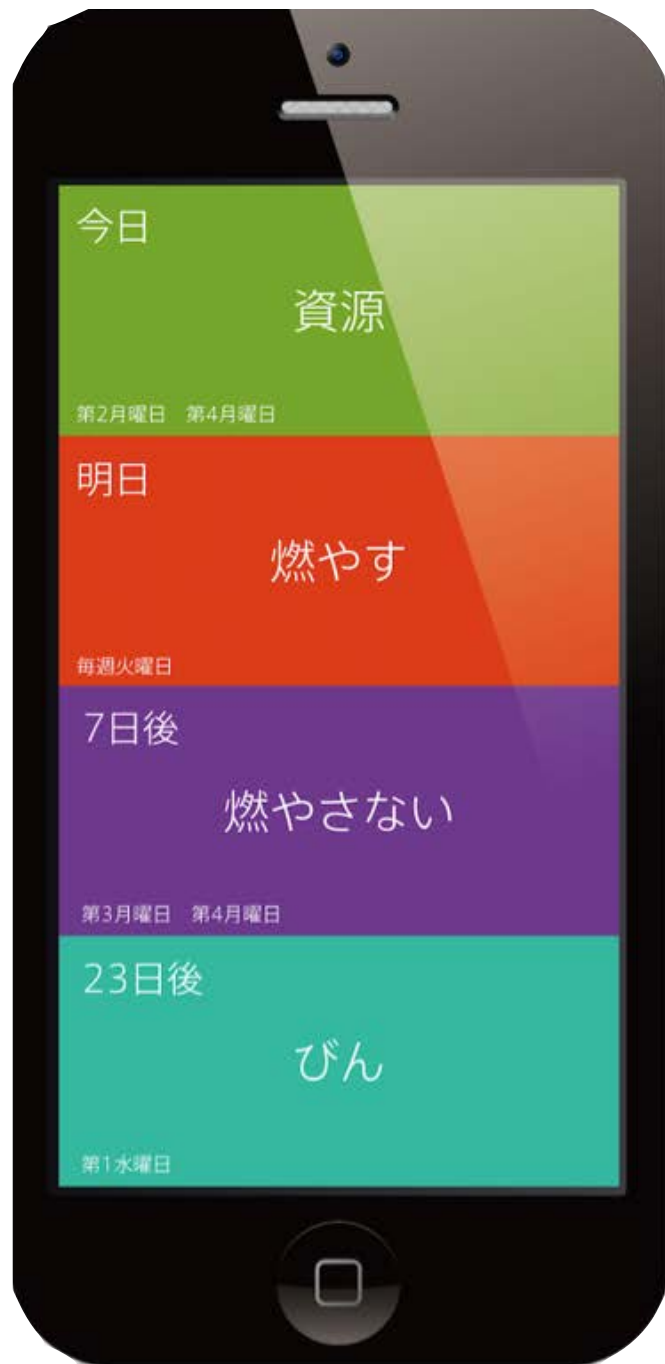 今日
資源
第2月曜日 第4月曜日
明日
燃やす
毎週火曜日
7日後
燃やさない
第3月曜日 第4月曜日
23日後
びん
第1水曜日